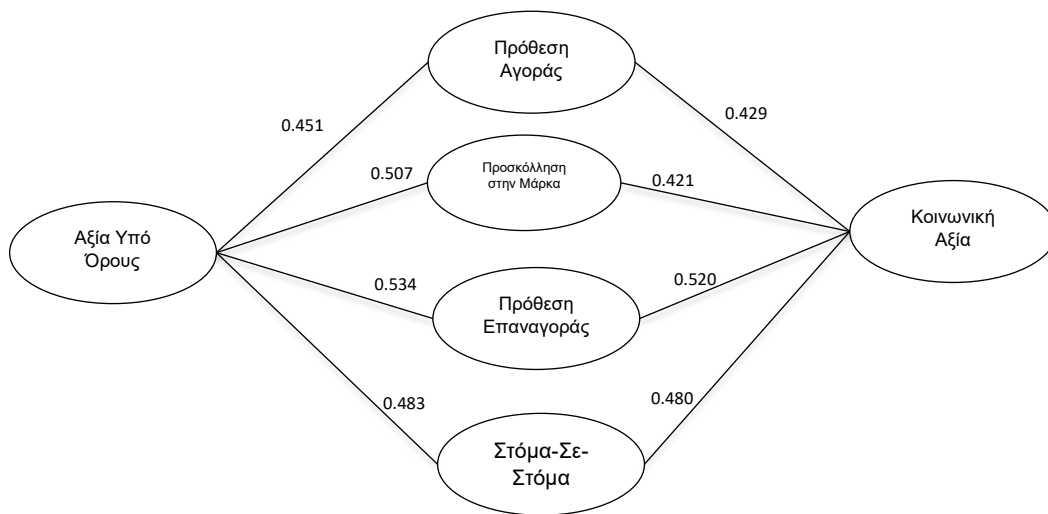 Πρόθεση
Αγοράς
0.451
0.429
0.507
Προσκόλληση
στην Μάρκα
0.421
Αξία Υπό
Όρους
Κοινωνική
Αξία
0.534
Πρόθεση
Επαναγοράς
0.520
0.483
0.480
Στόμα-Σε-
Στόμα